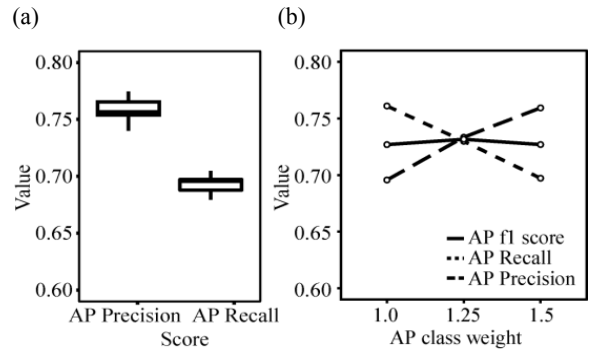 (a)
0.80
0.75
0.70
0.65
0.60
Value
AP Precision AP Recall
Score
(b)
0.80
0.75
0.70
0.65
0.60
Value
AP f1 score
AP Recall
AP Precision
1.0 1.25 1.5
AP class weight